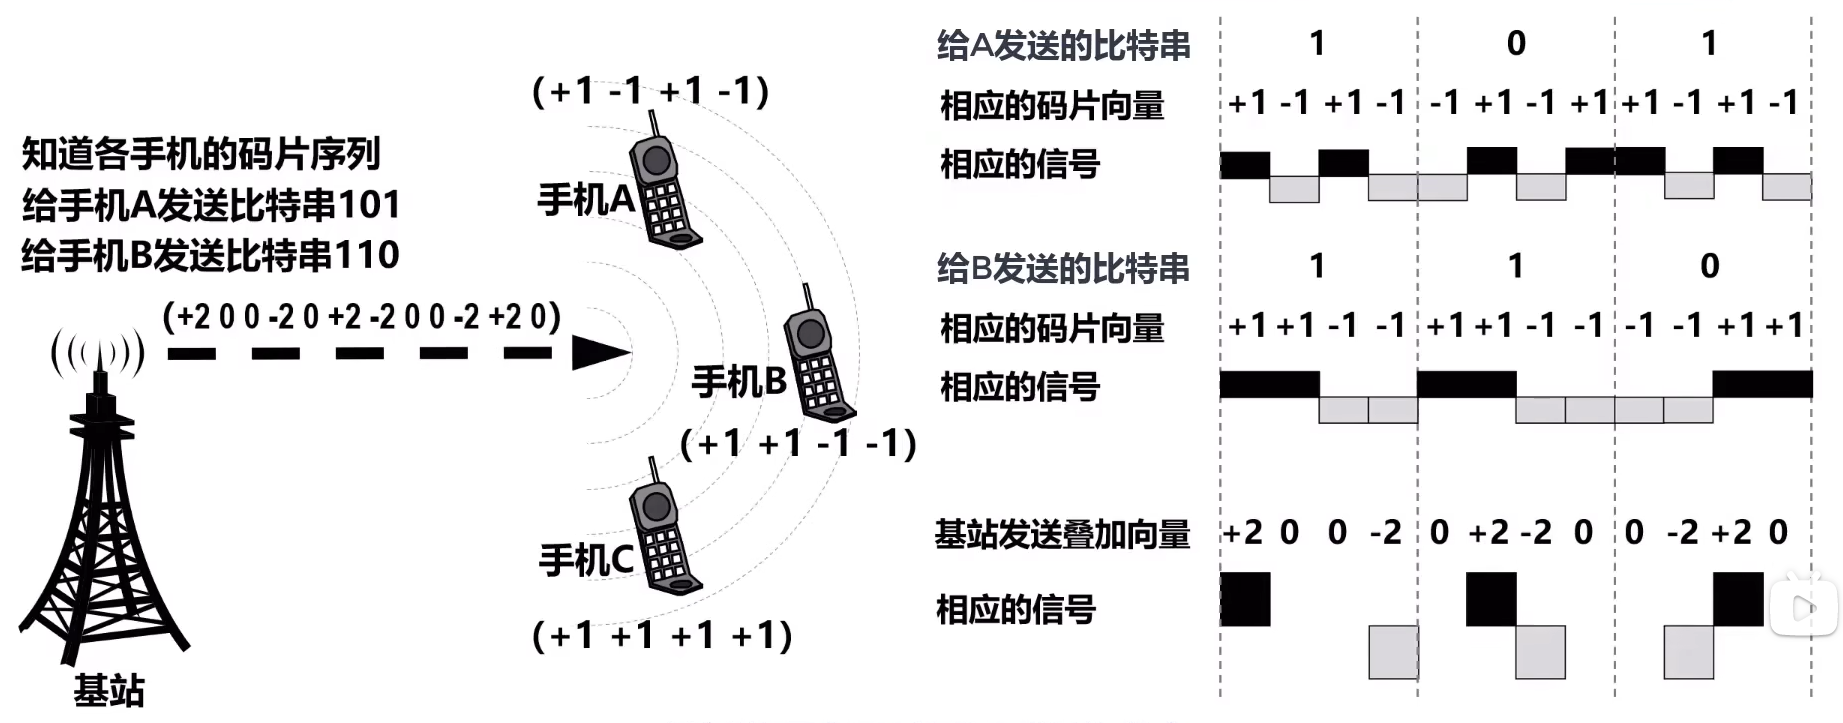 (+1 -1 +1 -1)
知道各手机的码片序列
给手机A发送比特串101
给手机B发送比特串110
手机A
(+2 0 0 -2 0 +2 -2 0 0 -2 +2 0)
手机B
(+1 +1 -1 -1)
手机C
(+1 +1 +1 +1)
基站
给A发送的比特串 1 0 1
相应的码片向量 +1 -1 +1 -1 -1 +1 -1 +1 +1 -1 +1 -1
相应的信号
给B发送的比特串 1 1 0
相应的码片向量 +1 +1 -1 -1 +1 +1 -1 -1 -1 -1 +1 +1
相应的信号
基站发送叠加向量 +2 0 0 -2 0 +2 -2 0 0 -2 +2 0
相应的信号